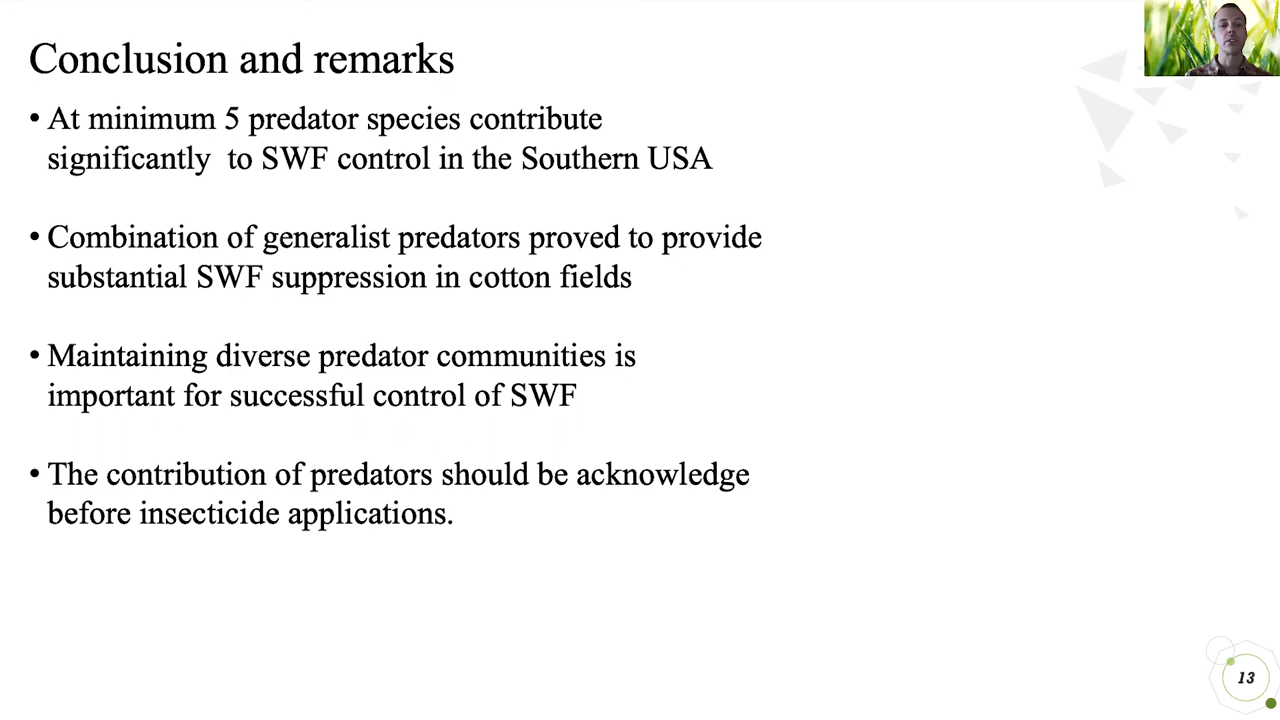 Conclusion and remarks
• At minimum 5 predator species contribute
significantly  to SWF control in the Southern USA
• Combination of generalist predators proved to provide
substantial SWF suppression in cotton fields
• Maintaining diverse predator communities is
important for successful control of SWF
• The contribution of predators should be acknowledge
before insecticide applications.
13